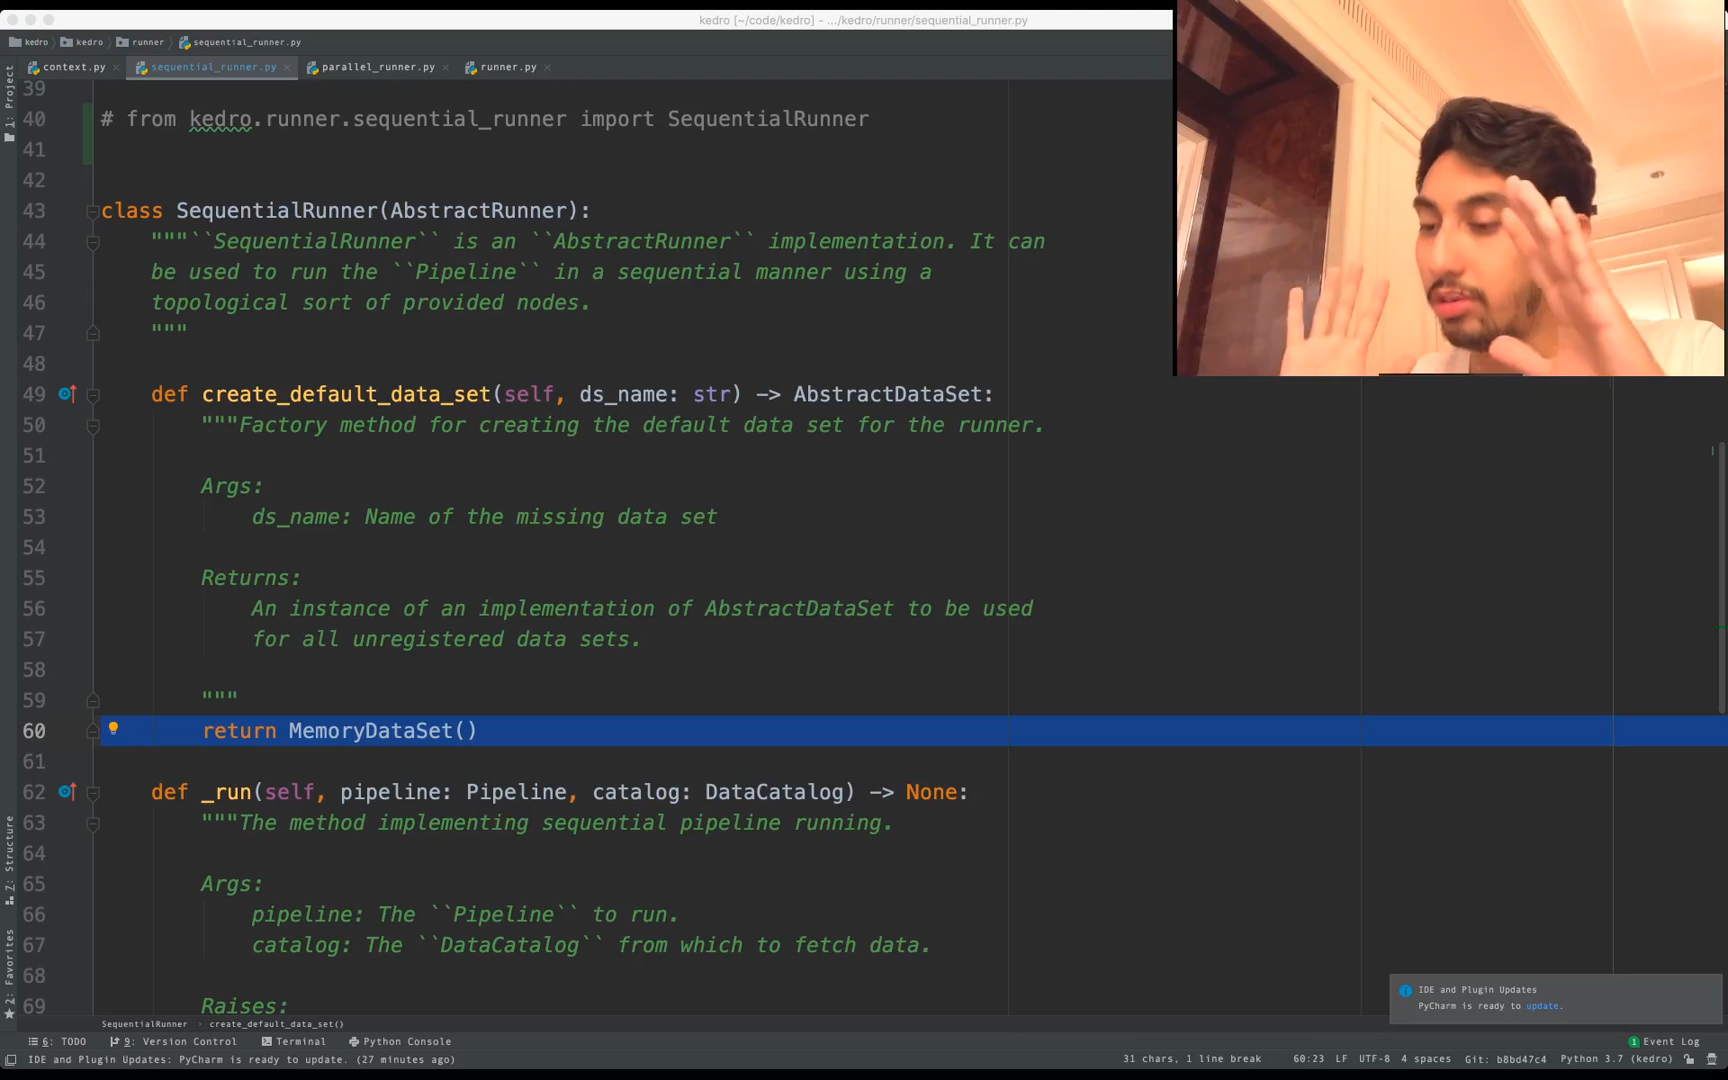 kedro [~/code/kedro] - .../kedro/runner/sequential_runner.py
kedro kedro runner sequential_runner.py
context.py sequential_runner.py parallel_runner.py runner.py
1: Project
39
40 # from kedro.runner.sequential_runner import SequentialRunner
41
42
43 class SequentialRunner(AbstractRunner):
44 """``SequentialRunner`` is an ``AbstractRunner`` implementation. It can
45 be used to run the ``Pipeline`` in a sequential manner using a
46 topological sort of provided nodes.
47 """
48
49 def create_default_data_set(self, ds_name: str) -> AbstractDataSet:
50 """Factory method for creating the default data set for the runner.
51
52 Args:
53 ds_name: Name of the missing data set
54
55 Returns:
56 An instance of an implementation of AbstractDataSet to be used
57 for all unregistered data sets.
58
59 """
60 return MemoryDataSet()
61
62 def _run(self, pipeline: Pipeline, catalog: DataCatalog) -> None:
63 """The method implementing sequential pipeline running.
64
65 Args:
66 pipeline: The ``Pipeline`` to run.
67 catalog: The ``DataCatalog`` from which to fetch data.
68
69 Raises:
7: Structure
2: Favorites
IDE and Plugin Updates
PyCharm is ready to update.
SequentialRunner create_default_data_set()
6: TODO 9: Version Control Terminal Python Console 1 Event Log
IDE and Plugin Updates: PyCharm is ready to update. (27 minutes ago) 31 chars, 1 line break 60:23 LF UTF-8 4 spaces Git: b8bd47c4 Python 3.7 (kedro)